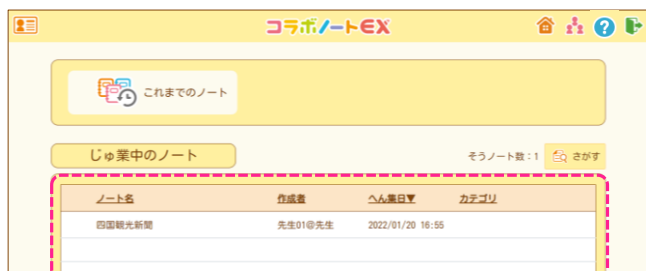 コラボノートEX
?
これまでのノート
じゅ業中のノート
そうノート数：1 さがす
ノート名 作成者 へん集日▼ カテゴリ
四国観光新聞 先生01@先生 2022/01/20 16:55